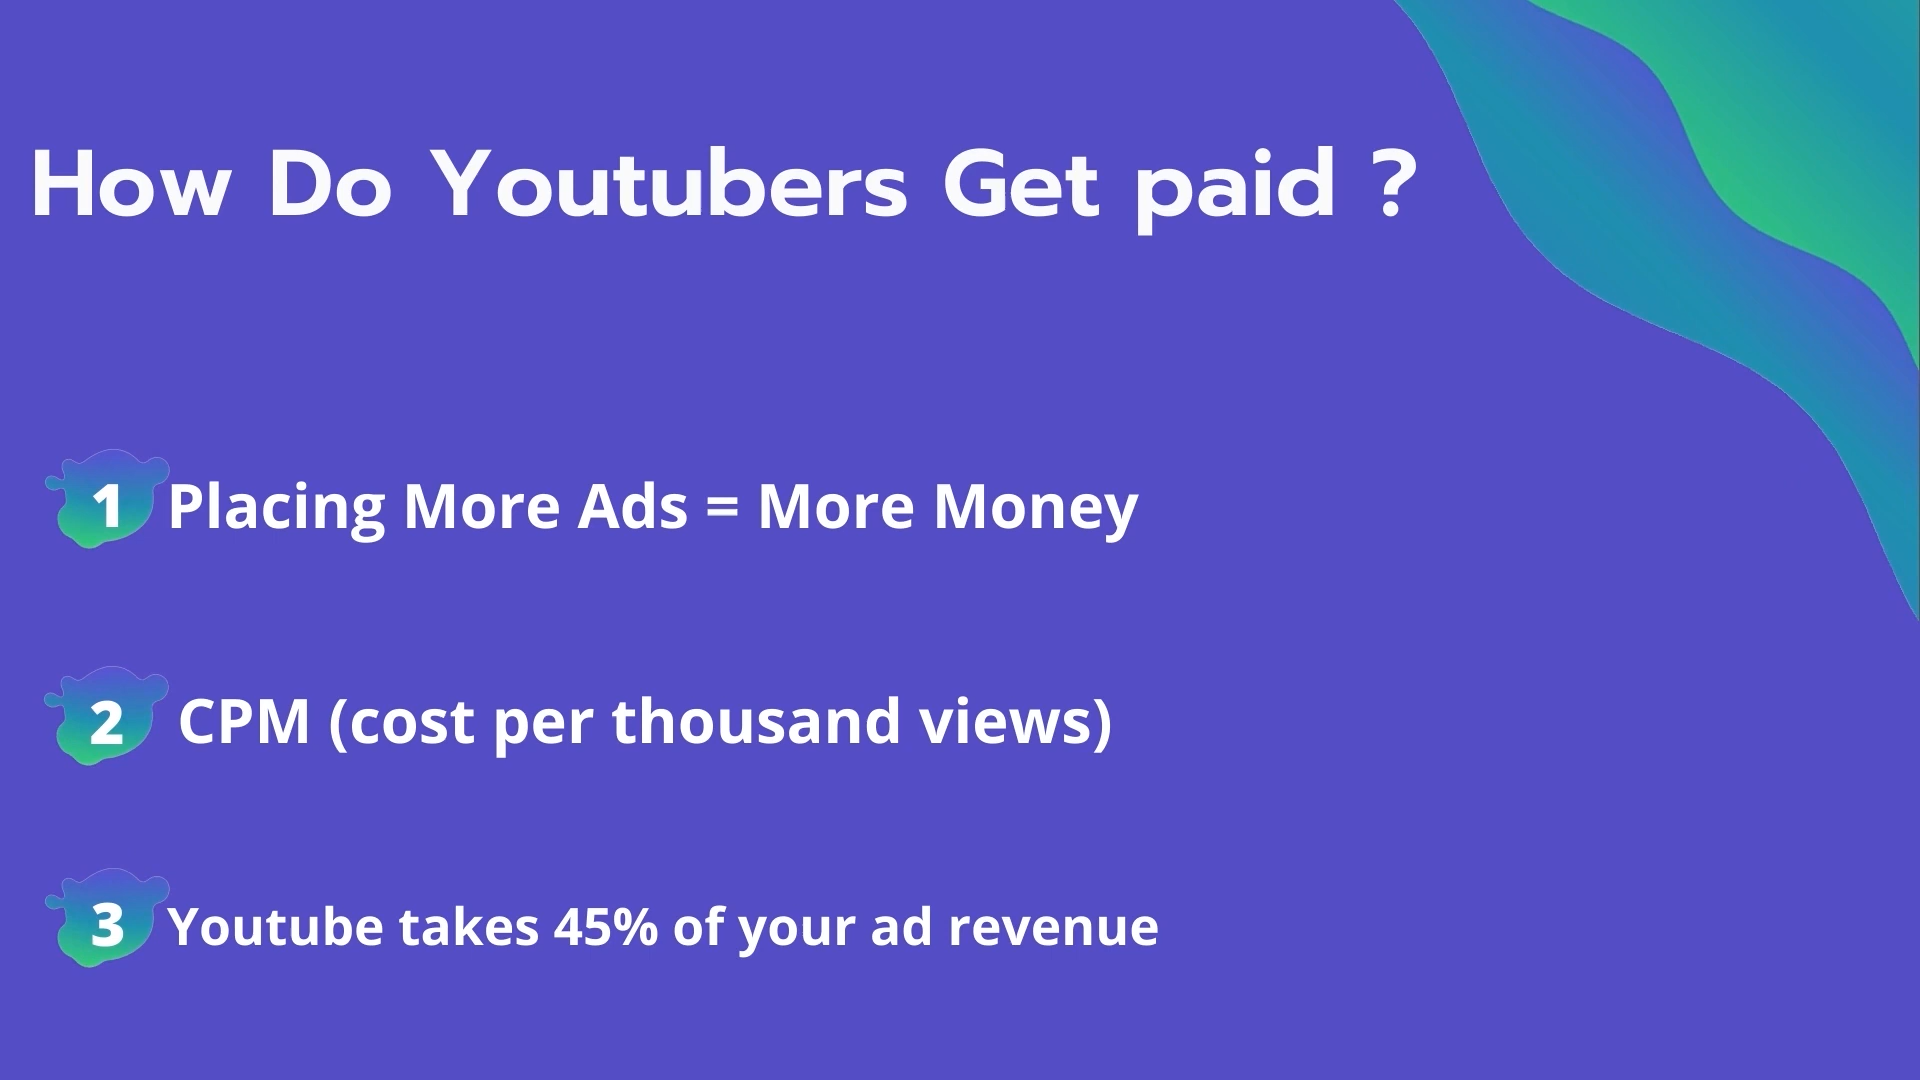 How Do Youtubers Get paid ?
1 Placing More Ads = More Money
2 CPM (cost per thousand views)
3 Youtube takes 45% of your ad revenue